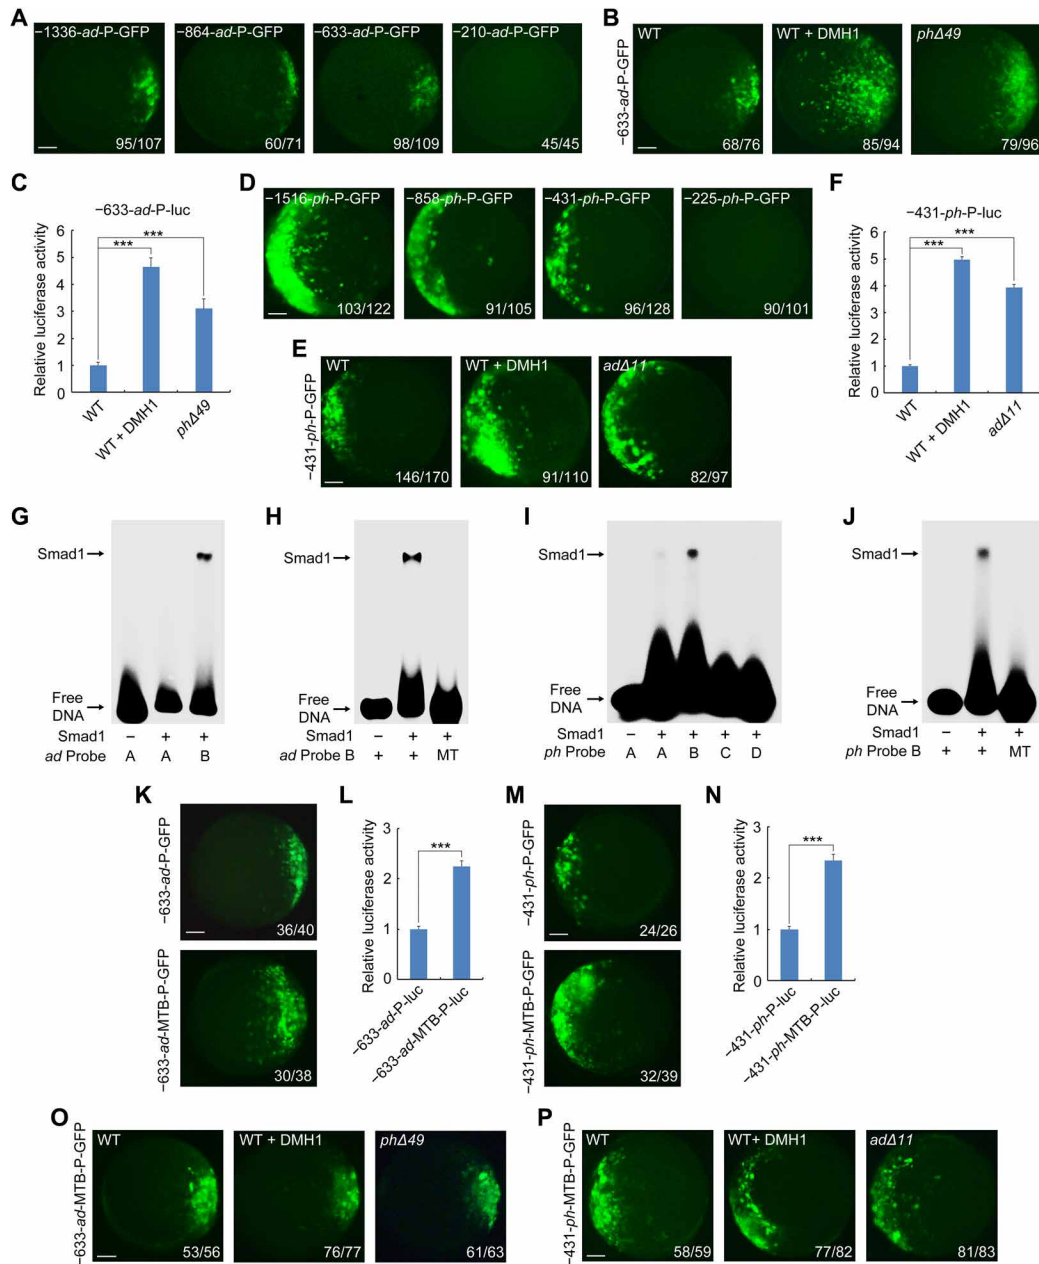 A
−1336-ad-P-GFP
−864-ad-P-GFP
−633-ad-P-GFP
−210-ad-P-GFP
95/107
60/71
98/109
45/45
B
−633-ad-P-GFP
WT
WT + DMH1
phΔ49
68/76
85/94
79/96
C
−633-ad-P-luc
Relative luciferase activity
6
5
4
3
2
1
0
***
***
WT
WT + DMH1
phΔ49
D
−1516-ph-P-GFP
−858-ph-P-GFP
−431-ph-P-GFP
−225-ph-P-GFP
103/122
91/105
96/128
90/101
E
−431-ph-P-GFP
WT
WT + DMH1
adΔ11
146/170
91/110
82/97
F
−431-ph-P-luc
Relative luciferase activity
6
5
4
3
2
1
0
***
***
WT
WT + DMH1
adΔ11
G
Smad1
Free
DNA
Smad1 − + +
ad Probe A A B
H
Smad1
Free
DNA
Smad1 − + +
ad Probe B + + MT
I
Smad1
Free
DNA
Smad1 − + + + +
ph Probe A A B C D
J
Smad1
Free
DNA
Smad1 − + +
ph Probe B + + MT
K
−633-ad-P-GFP
36/40
−633-ad-MTB-P-GFP
30/38
L
Relative luciferase activity
3
2
1
0
***
−633-ad-P-luc
−633-ad-MTB-P-luc
M
−431-ph-P-GFP
24/26
−431-ph-MTB-P-GFP
32/39
N
Relative luciferase activity
3
2
1
0
***
−431-ph-P-luc
−431-ph-MTB-P-luc
O
−633-ad-MTB-P-GFP
WT
WT + DMH1
phΔ49
53/56
76/77
61/63
P
−431-ph-MTB-P-GFP
WT
WT+ DMH1
adΔ11
58/59
77/82
81/83